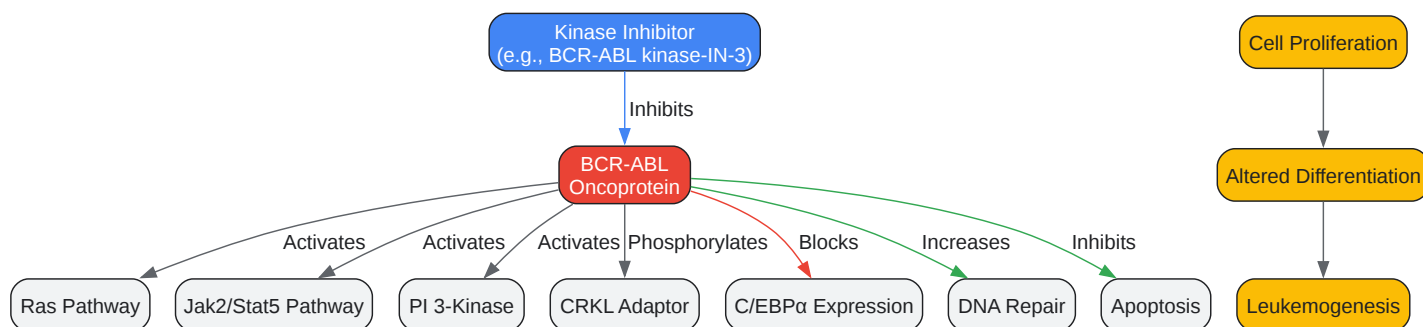 Kinase Inhibitor
(e.g., BCR-ABL kinase-IN-3)
Cell Proliferation
Inhibits
BCR-ABL
Oncoprotein
Altered Differentiation
Activates
Activates
Activates
Phosphorylates
Blocks
Increases
Inhibits
Ras Pathway
Jak2/Stat5 Pathway
PI 3-Kinase
CRKL Adaptor
C/EBPα Expression
DNA Repair
Apoptosis
Leukemogenesis